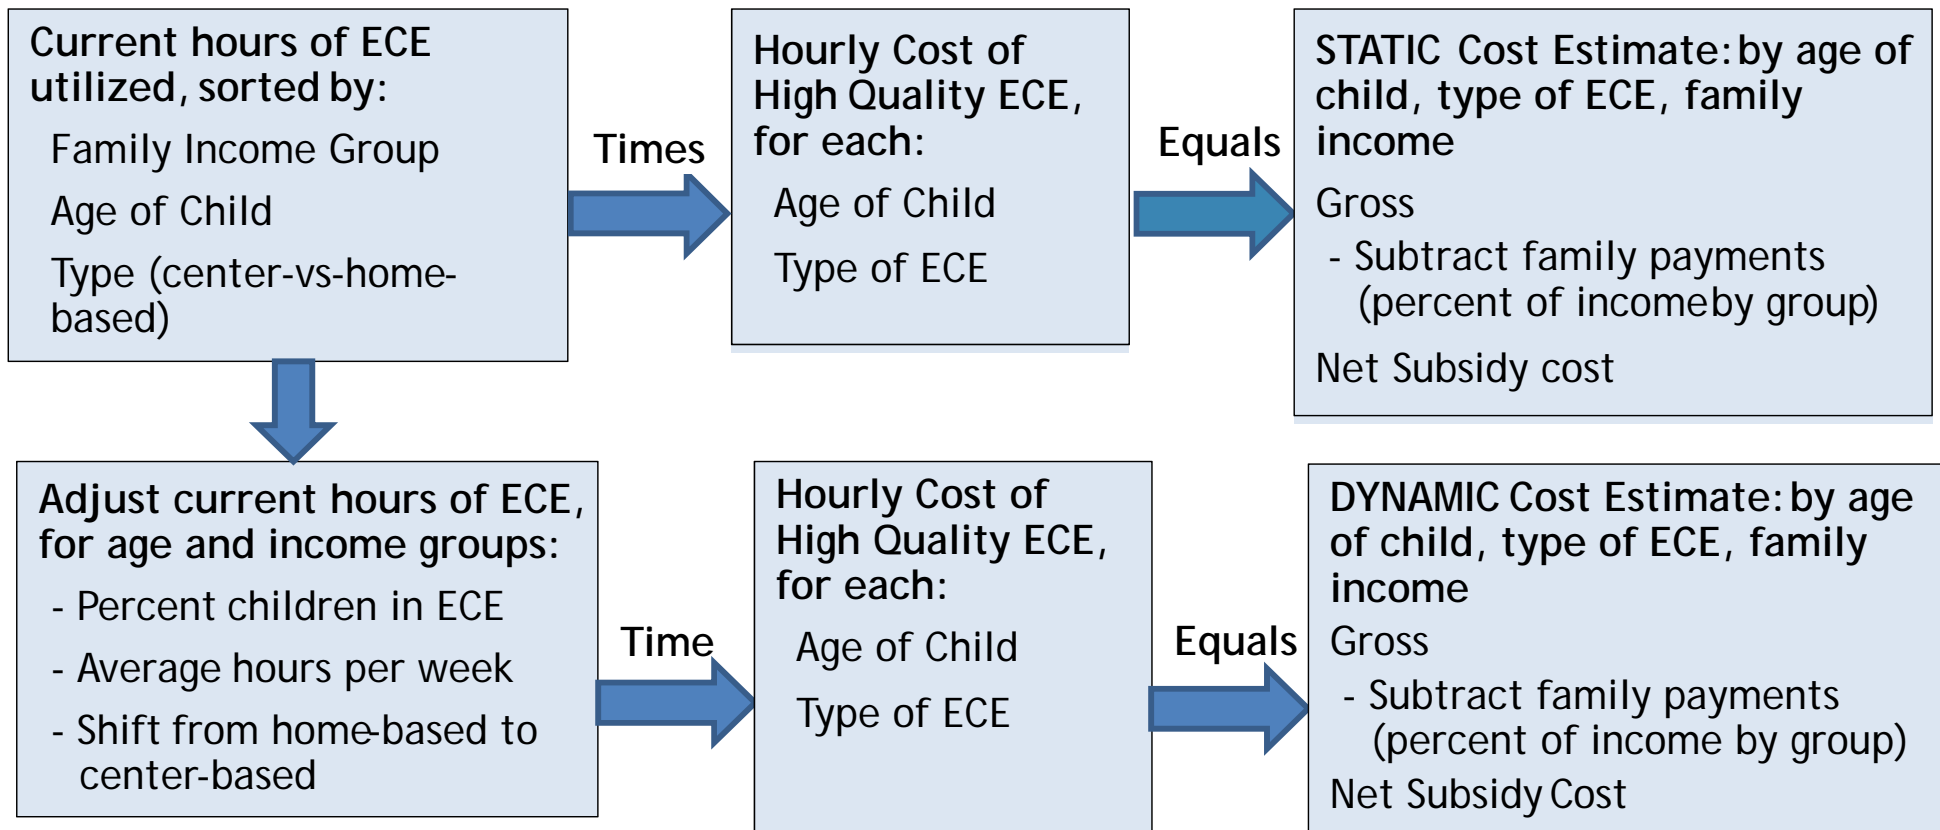 Current hours of ECE
utilized, sorted by:
Family Income Group
Age of Child
Type (center-vs-home-
based)
Times
Hourly Cost of
High Quality ECE,
for each:
Age of Child
Type of ECE
Equals
STATIC Cost Estimate: by age of
child, type of ECE, family
income
Gross
- Subtract family payments
(percent of incomeby group)
Net Subsidy cost
Adjust current hours of ECE,
for age and income groups:
- Percent children in ECE
- Average hours per week
- Shift from home-based to
center-based
Time
Hourly Cost of
High Quality ECE,
for each:
Age of Child
Type of ECE
Equals
DYNAMIC Cost Estimate: by age
of child, type of ECE, family
income
Gross
- Subtract family payments
(percent of income by group)
Net Subsidy Cost